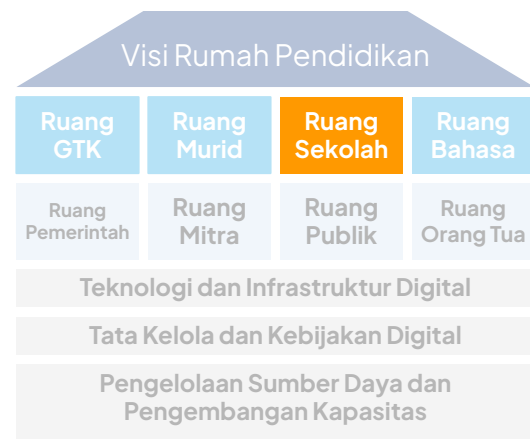 Visi Rumah Pendidikan
Ruang
GTK
Ruang
Murid
Ruang
Sekolah
Ruang
Bahasa
Ruang
Pemerintah
Ruang
Mitra
Ruang
Publik
Ruang
Orang Tua
Teknologi dan Infrastruktur Digital
Tata Kelola dan Kebijakan Digital
Pengelolaan Sumber Daya dan
Pengembangan Kapasitas